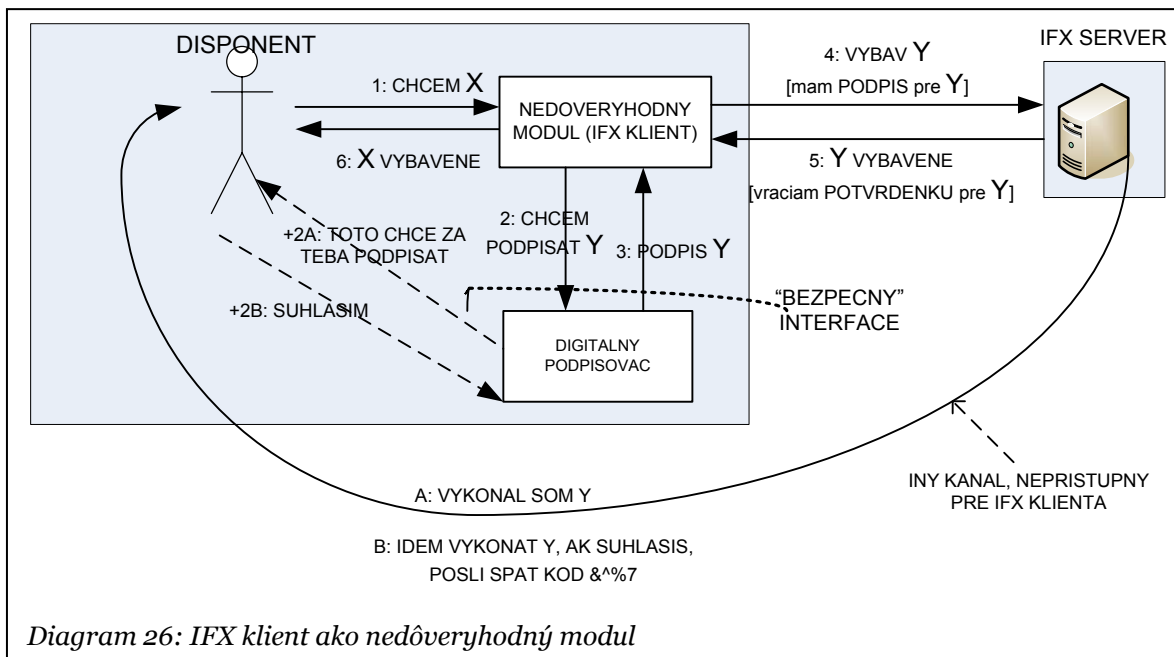 DISPONENT
IFX SERVER
1: CHCEM X
NEDOVERYHODNY
MODUL (IFX KLIENT)
4: VYBAV Y
[mam PODPIS pre Y]
6: X VYBAVENE
5: Y VYBAVENE
[vraciam POTVRDENKU pre Y]
2: CHCEM
PODPISAT Y
3: PODPIS Y
+2A: TOTO CHCE ZA
TEBA PODPISAT
+2B: SUHLASIM
"BEZPECNY"
INTERFACE
DIGITALNY
PODPISOVAC
INY KANAL, NEPRISTUPNY
PRE IFX KLIENTA
A: VYKONAL SOM Y
B: IDEM VYKONAT Y, AK SUHLASIS,
POSLI SPAT KOD &^%7
Diagram 26: IFX klient ako nedôveryhodný modul